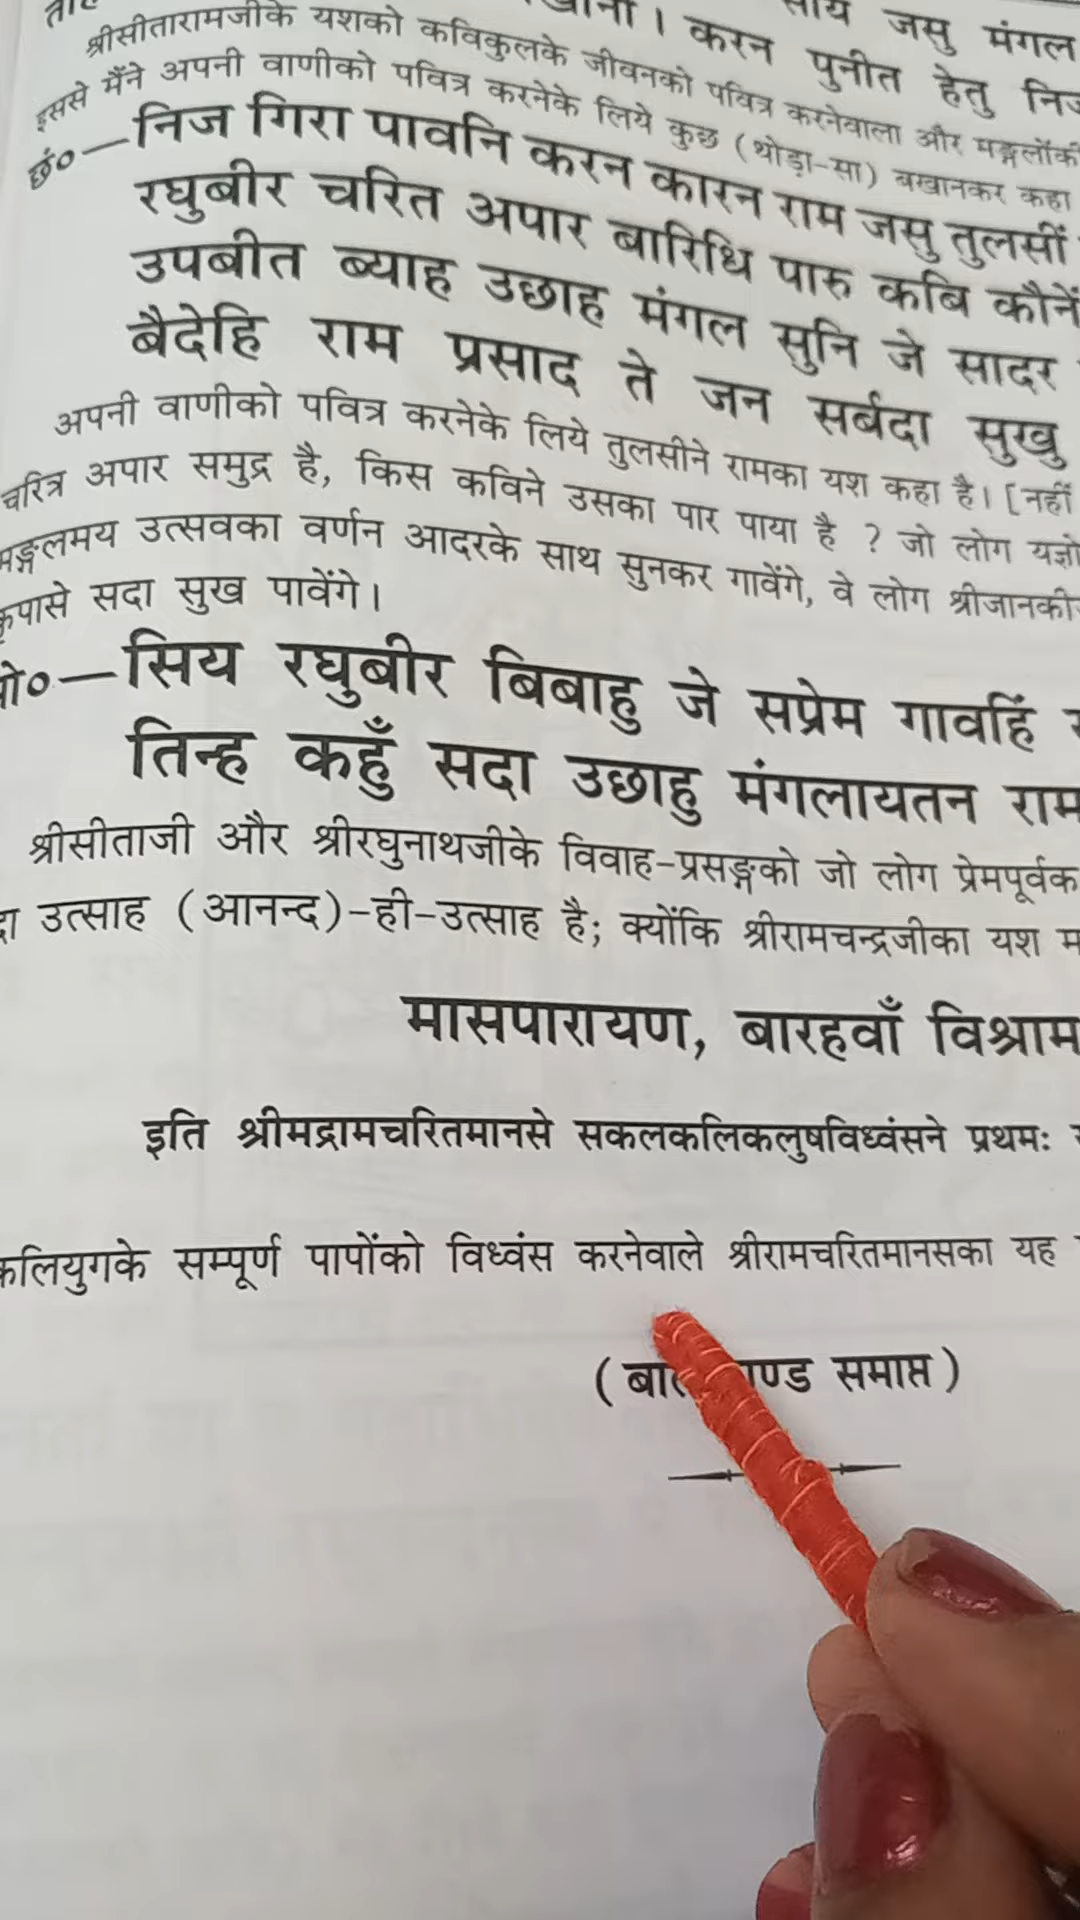 जसु मंगल
श्रीसीतारामजीके यशको कविकुलके जीवनको पवित्र करनेवाला और
करन पुनीत हेतु
इससे मैंने अपनी वाणीको पवित्र करनेके लिये कुछ (थोड़ा-सा) बखानकर कहा
छं०—निज गिरा पावनि करन कारन राम जसु तुलसीं
रघुबीर चरित अपार बारिधि पारु कबि कौनें
उपबीत ब्याह उछाह मंगल सुनि जे सादर
बैदेहि राम प्रसाद ते जन सर्बदा सुखु
अपनी वाणीको पवित्र करनेके लिये तुलसीने रामका यश कहा है। [नहीं
चरित्र अपार समुद्र है, किस कविने उसका पार पाया है ? जो लोग
मङ्गलमय उत्सवका वर्णन आदरके साथ सुनकर गावेंगे, वे लोग
कृपासे सदा सुख पावेंगे।
सिय रघुबीर बिबाहु जे सप्रेम गावहिं
तिन्ह कहुँ सदा उछाहु मंगलायतन राम
श्रीसीताजी और श्रीरघुनाथजीके विवाह-प्रसङ्गको जो लोग प्रेमपूर्वक
उत्साह (आनन्द)-ही-उत्साह है; क्योंकि श्रीरामचन्द्रजीका यश
मासपारायण, बारहवाँ विश्राम
इति श्रीमद्रामचरितमानसे सकलकलिकलुषविध्वंसने प्रथमः
कलियुगके सम्पूर्ण पापोंको विध्वंस करनेवाले श्रीरामचरितमानसका यह
समाप्त)